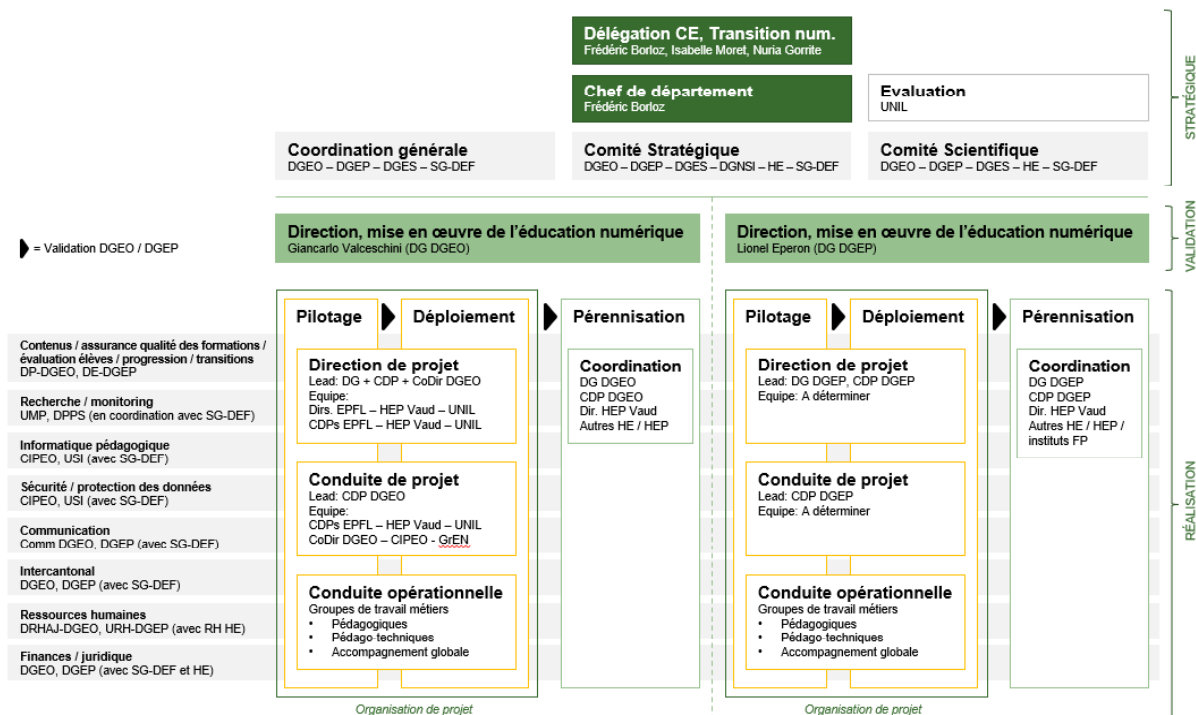 Délégation CE, Transition num.
Frédéric Borloz, Isabelle Moret, Nuria Gorrite
Chef de département
Frédéric Borloz
Evaluation
UNIL
Coordination générale
DGEO – DGEP – DGES – SG-DEF
Comité Stratégique
DGEO – DGEP – DGES – DGNSI – HE – SG-DEF
Comité Scientifique
DGEO – DGEP – DGES – HE – SG-DEF
STRATÉGIQUE
= Validation DGEO / DGEP
Direction, mise en œuvre de l'éducation numérique
Giancarlo Valceschini (DG DGEO)
Direction, mise en œuvre de l'éducation numérique
Lionel Eperon (DG DGEP)
VALIDATION
Contenus / assurance qualité des formations /
évaluation élèves / progression / transitions
DP-DGEO, DE-DGEP
Recherche / monitoring
UMP, DPPS (en coordination avec SG-DEF)
Informatique pédagogique
CIPEO, USI (avec SG-DEF)
Sécurité / protection des données
CIPEO, USI (avec SG-DEF)
Communication
Comm DGEO, DGEP (avec SG-DEF)
Intercantonal
DGEO, DGEP (avec SG-DEF)
Ressources humaines
DRHAJ-DGEO, URH-DGEP (avec RH HE)
Finances / juridique
DGEO, DGEP (avec SG-DEF et HE)
Pilotage
Déploiement
Pérennisation
Direction de projet
Lead: DG + CDP + CoDir DGEO
Equipe:
Dirs. EPFL – HEP Vaud – UNIL
CDPs EPFL – HEP Vaud – UNIL
Conduite de projet
Lead: CDP DGEO
Equipe:
CDPs EPFL – HEP Vaud – UNIL
CoDir DGEO – CIPEO - GrEN
Conduite opérationnelle
Groupes de travail métiers
• Pédagogiques
• Pédago-techniques
• Accompagnement globale
Coordination
DG DGEO
CDP DGEO
Dir. HEP Vaud
Autres HE / HEP
Organisation de projet
Pilotage
Déploiement
Pérennisation
Direction de projet
Lead: DG DGEP, CDP DGEP
Equipe: A déterminer
Conduite de projet
Lead: CDP DGEP
Equipe: A déterminer
Conduite opérationnelle
Groupes de travail métiers
• Pédagogiques
• Pédago-techniques
• Accompagnement globale
Coordination
DG DGEP
CDP DGEP
Dir. HEP Vaud
Autres HE / HEP /
instituts FP
Organisation de projet
RÉALISATION